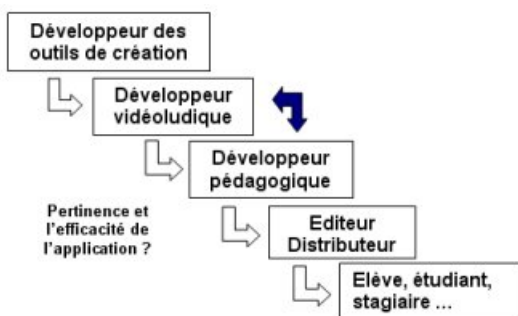 Développeur des
outils de création
Développeur
vidéoludique
Développeur
pédagogique
Pertinence et
l'efficacité de
l'application ?
Editeur
Distributeur
Elève, étudiant,
stagiaire ...